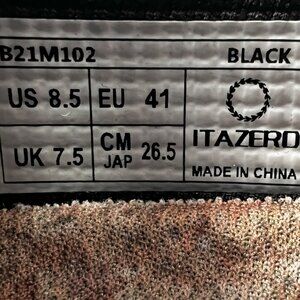 B21M102 BLACK
US 8.5 EU 41
UK 7.5 CM JAP 26.5
ITAZERO
MADE IN CHINA